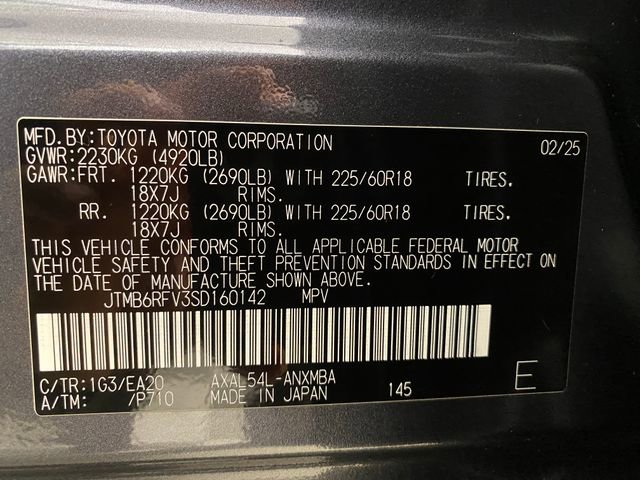 MFD.BY:TOYOTA MOTOR CORPORATION 02/25
GVWR:2230KG (4920LB)
GAWR:FRT. 1220KG (2690LB) WITH 225/60R18 TIRES.
18X7J RIMS.
RR. 1220KG (2690LB) WITH 225/60R18 TIRES.
18X7J RIMS.
THIS VEHICLE CONFORMS TO ALL APPLICABLE FEDERAL MOTOR
VEHICLE SAFETY AND THEFT PREVENTION STANDARDS IN EFFECT ON
THE DATE OF MANUFACTURE SHOWN ABOVE.
JTMB6RFV3SD160142 MPV
C/TR:1G3/EA20 AXAL54L-ANXMBA E
A/TM: /P710 MADE IN JAPAN 145